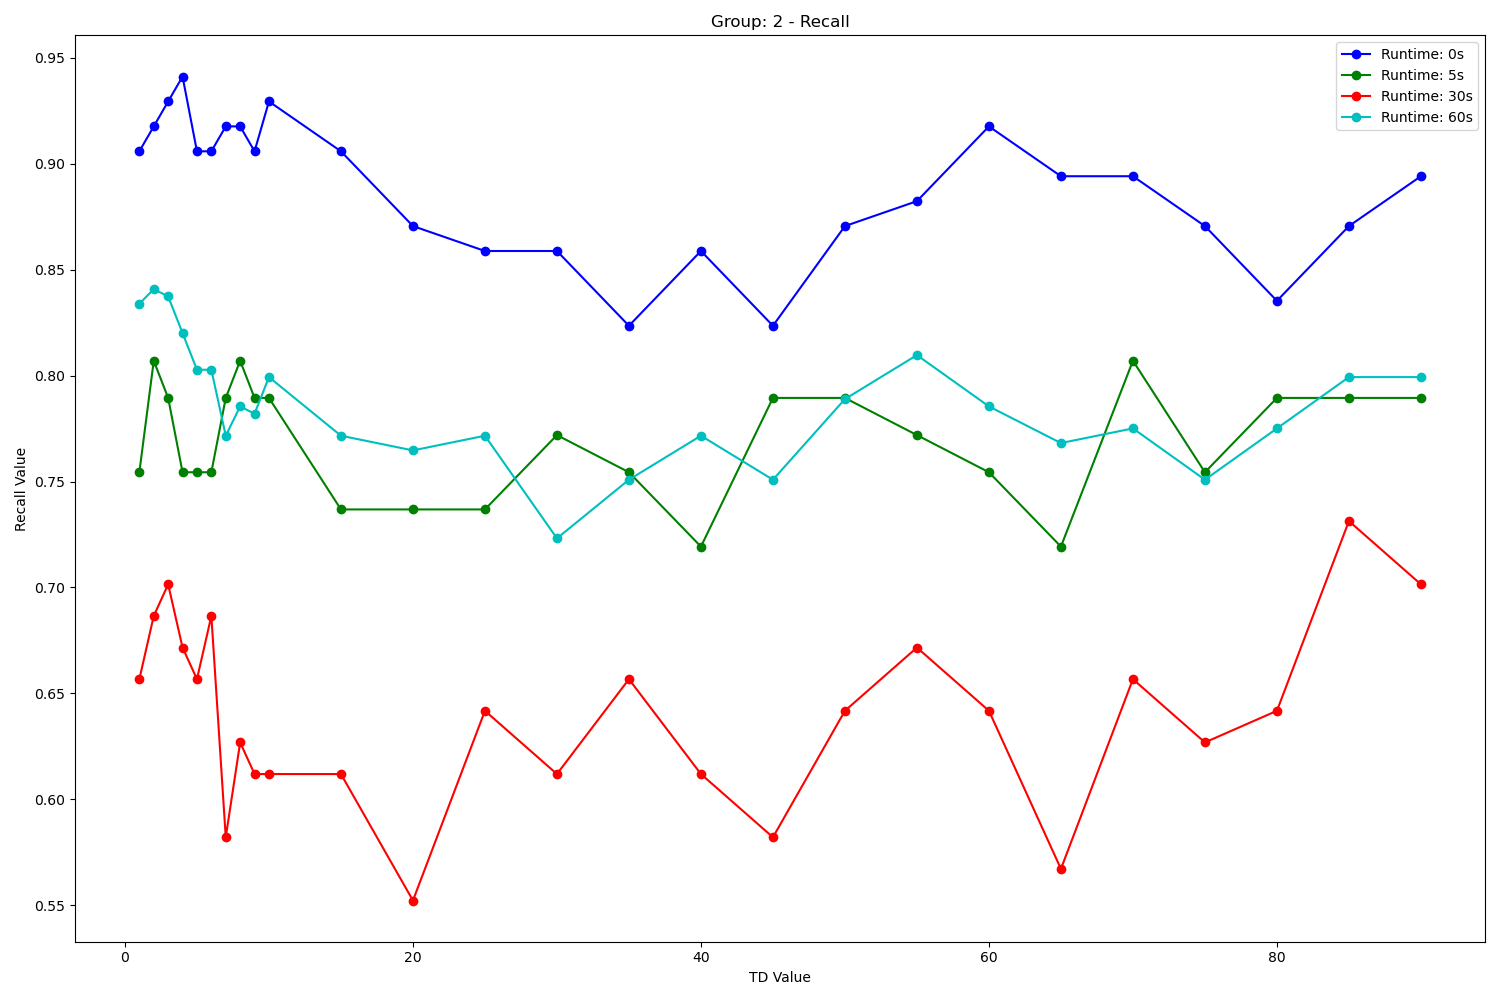 Group: 2 - Recall
Runtime: 0s
Runtime: 5s
Runtime: 30s
Runtime: 60s
Recall Value
0.95
0.90
0.85
0.80
0.75
0.70
0.65
0.60
0.55
0 20 40 60 80
TD Value